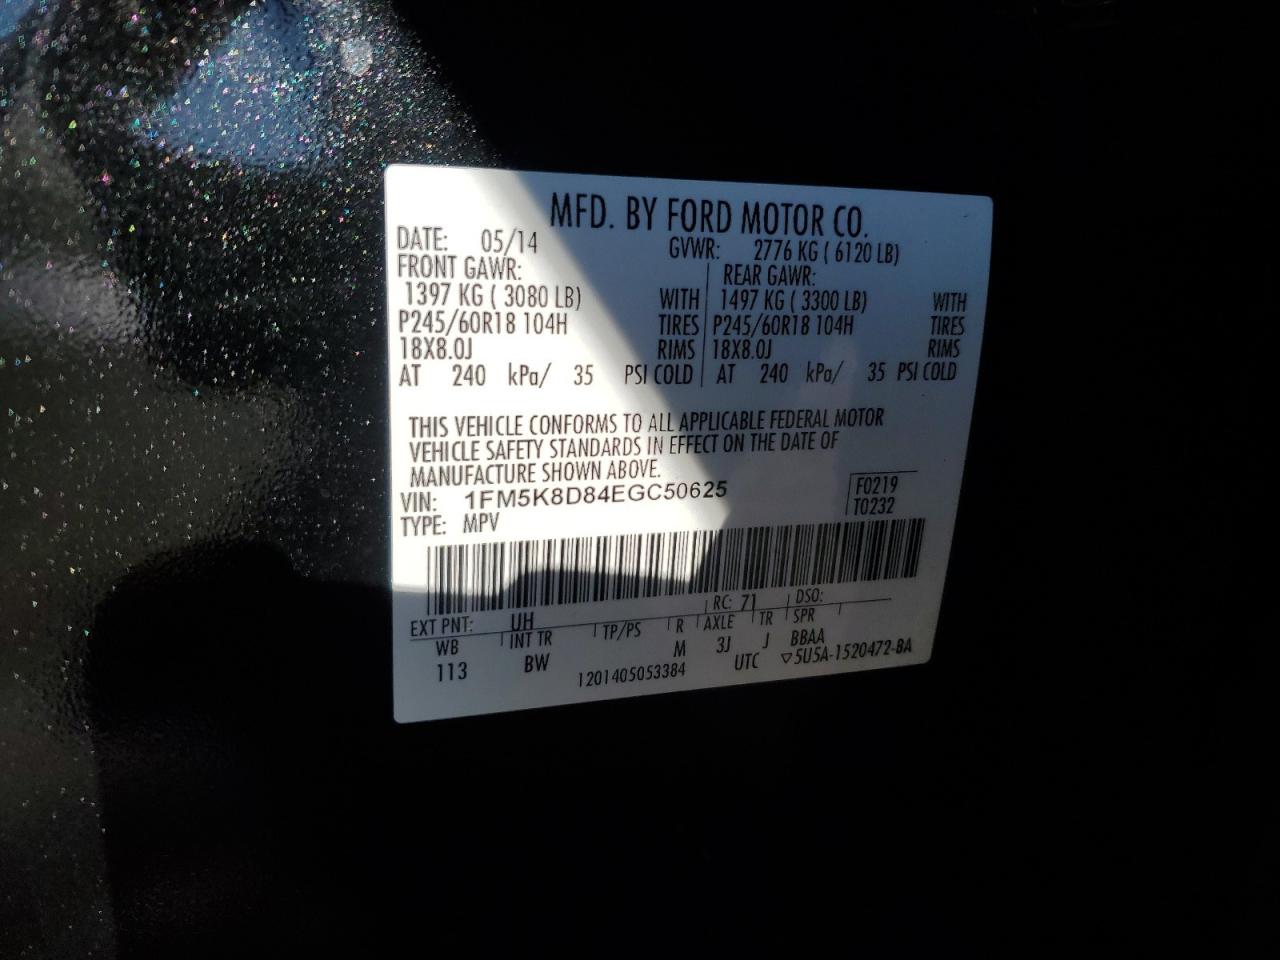 MFD. BY FORD MOTOR CO.
DATE: 05/14 GVWR: 2776 KG ( 6120 LB)
FRONT GAWR: REAR GAWR:
1397 KG ( 3080 LB) WITH 1497 KG ( 3300 LB) WITH
P245/60R18 104H TIRES P245/60R18 104H TIRES
18X8.0J RIMS 18X8.0J RIMS
AT 240 kPa/ 35 PSI COLD AT 240 kPa/ 35 PSI COLD
THIS VEHICLE CONFORMS TO ALL APPLICABLE FEDERAL MOTOR
VEHICLE SAFETY STANDARDS IN EFFECT ON THE DATE OF
MANUFACTURE SHOWN ABOVE.
VIN: 1FM5K8D84EGC50625 F0219
TYPE: MPV T0232
EXT PNT: UH RC: 71 DSO:
WB INT TR TP/PS R AXLE TR SPR
113 BW M 3J J BBAA
1201405053384 UTC ▽5U5A-1520472-BA